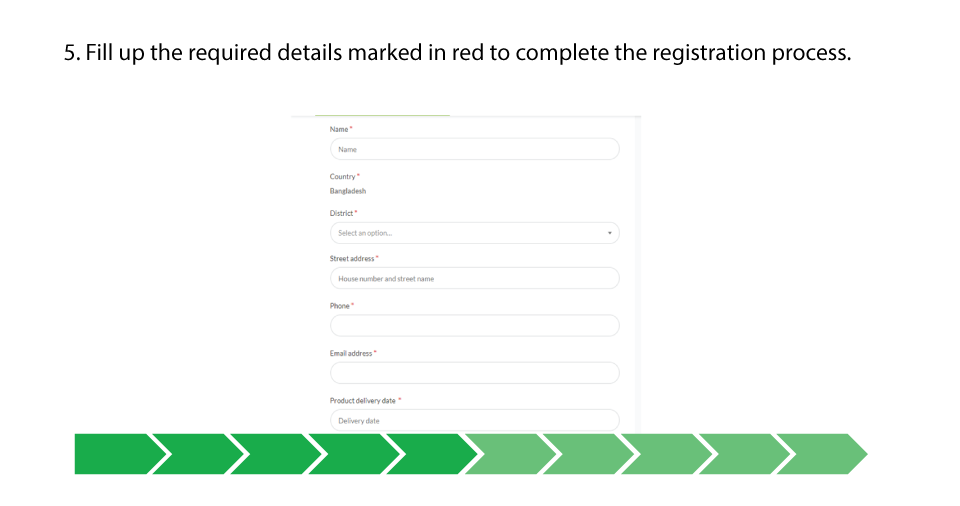 5. Fill up the required details marked in red to complete the registration process.
Name *
Name
Country *
Bangladesh
District *
Select an option...
Street address *
House number and street name
Phone *
Email address *
Product delivery date *
Delivery date